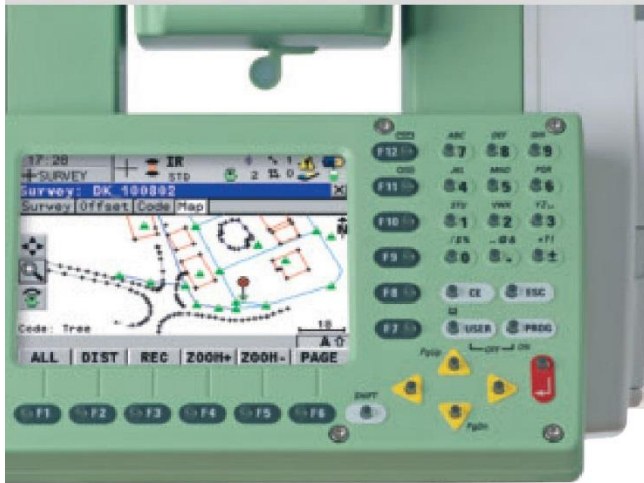 17:28 IR 1
SURVEY STD 2 0
Survey: DK_100802
Survey Offset Code Map
N
Code: Tree
18
A
ALL DIST REC ZOOM+ ZOOM- PAGE
F1 F2 F3 F4 F5 F6
ABC DEF GHI
F12 7 8 9
JKL MNO PQR
F11 4 5 6
STU VWX YZ
F10 1 2 3
F9 0 . ±
F8 CE ESC
F7 USER PROG
OFF ON
PgUp
SHIFT
PgDn